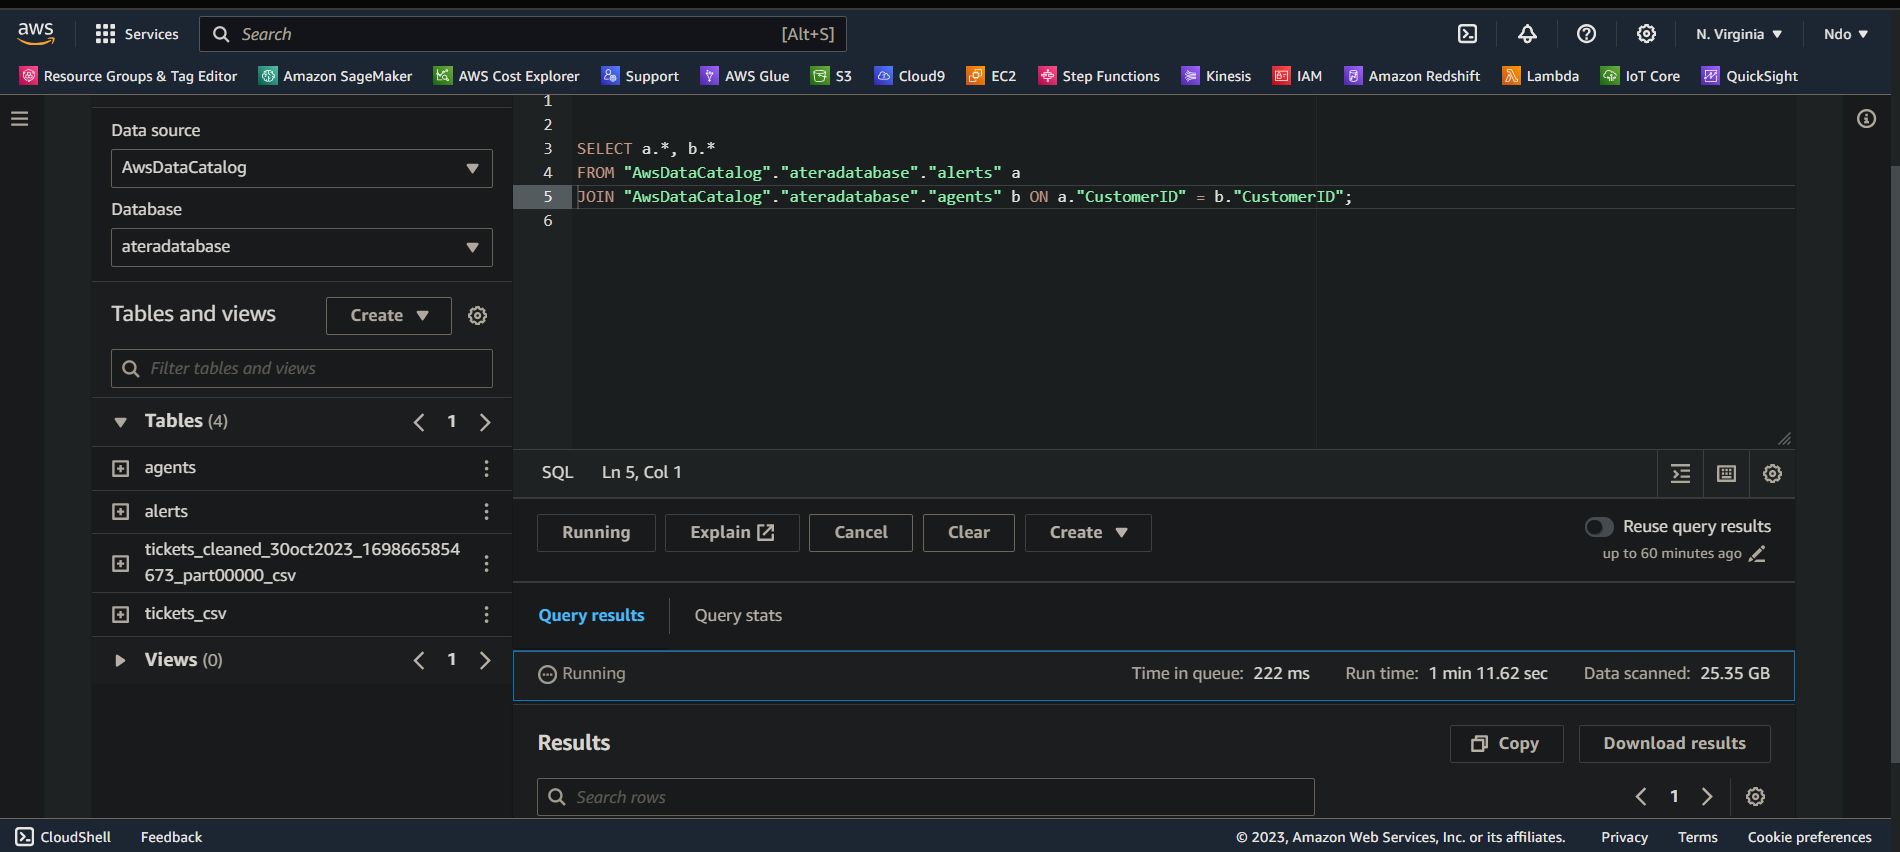 aws
Services
Search
[Alt+S]
N. Virginia
Ndo
Resource Groups & Tag Editor
Amazon SageMaker
AWS Cost Explorer
Support
AWS Glue
S3
Cloud9
EC2
Step Functions
Kinesis
IAM
Amazon Redshift
Lambda
IoT Core
QuickSight
Data source
AwsDataCatalog
Database
ateradatabase
Tables and views
Create
Filter tables and views
Tables (4)
1
agents
alerts
tickets_cleaned_30oct2023_1698665854
673_part00000_csv
tickets_csv
Views (0)
1
1
2
3 SELECT a.*, b.*
4 FROM "AwsDataCatalog"."ateradatabase"."alerts" a
5 JOIN "AwsDataCatalog"."ateradatabase"."agents" b ON a."CustomerID" = b."CustomerID";
6
SQL
Ln 5, Col 1
Running
Explain
Cancel
Clear
Create
Reuse query results
up to 60 minutes ago
Query results
Query stats
Running
Time in queue: 222 ms
Run time: 1 min 11.62 sec
Data scanned: 25.35 GB
Results
Copy
Download results
Search rows
1
CloudShell
Feedback
© 2023, Amazon Web Services, Inc. or its affiliates.
Privacy
Terms
Cookie preferences